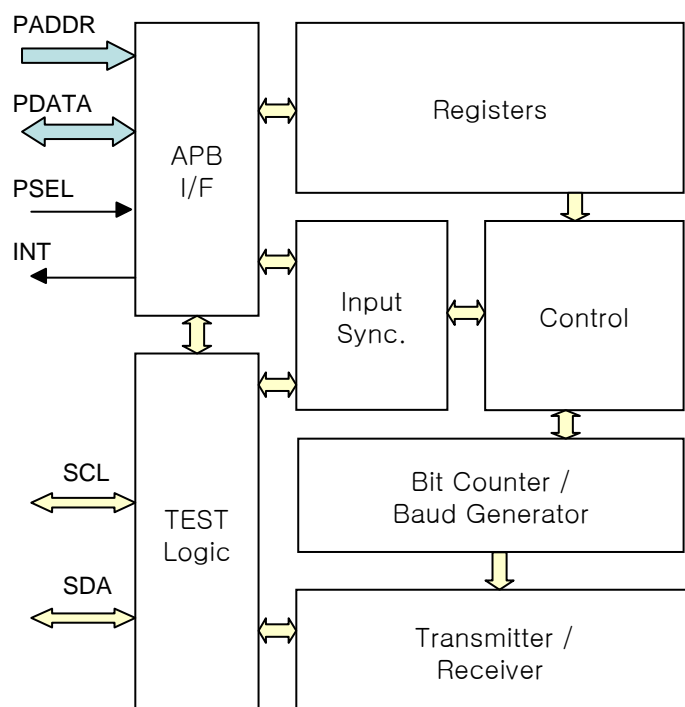 PADDR
PDATA
PSEL
INT
APB
I/F
Registers
Input
Sync.
Control
SCL
SDA
TEST
Logic
Bit Counter /
Baud Generator
Transmitter /
Receiver